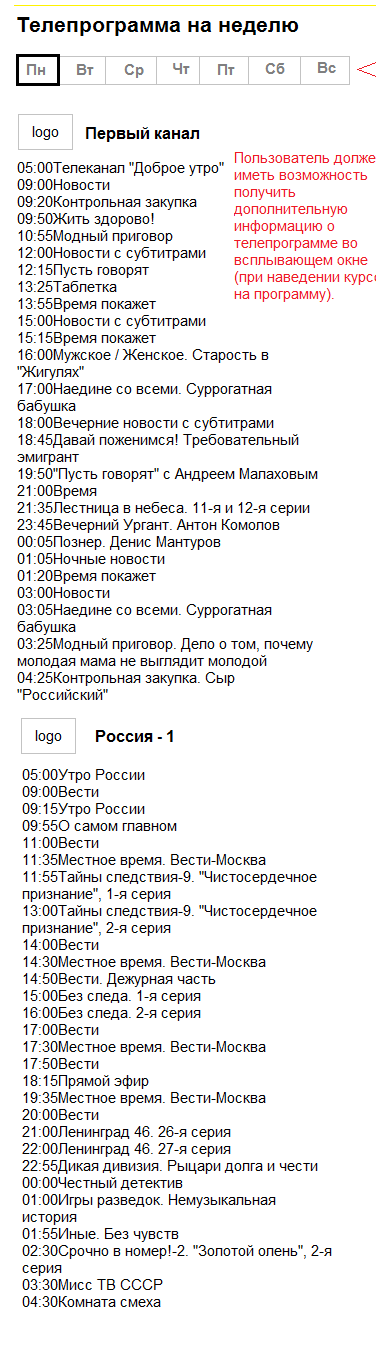 Телепрограмма на неделю
Пн Вт Ср Чт Пт Сб Вс
logo Первый канал
Пользователь долже
иметь возможность
получить
дополнительную
информацию о
телепрограмме во
всплывающем окне
(при наведении курс
на программу).
05:00Телеканал "Доброе утро"
09:00Новости
09:20Контрольная закупка
09:50Жить здорово!
10:55Модный приговор
12:00Новости с субтитрами
12:15Пусть говорят
13:25Таблетка
13:55Время покажет
15:00Новости с субтитрами
15:15Время покажет
16:00Мужское / Женское. Старость в
"Жигулях"
17:00Наедине со всеми. Суррогатная
бабушка
18:00Вечерние новости с субтитрами
18:45Давай поженимся! Требовательный
эмигрант
19:50"Пусть говорят" с Андреем Малаховым
21:00Время
21:35Лестница в небеса. 11-я и 12-я серии
23:45Вечерний Ургант. Антон Комолов
00:05Познер. Денис Мантуров
01:05Ночные новости
01:20Время покажет
03:00Новости
03:05Наедине со всеми. Суррогатная
бабушка
03:25Модный приговор. Дело о том, почему
молодая мама не выглядит молодой
04:25Контрольная закупка. Сыр
"Российский"
logo Россия - 1
05:00Утро России
09:00Вести
09:15Утро России
09:55О самом главном
11:00Вести
11:35Местное время. Вести-Москва
11:55Тайны следствия-9. "Чистосердечное
признание", 1-я серия
13:00Тайны следствия-9. "Чистосердечное
признание", 2-я серия
14:00Вести
14:30Местное время. Вести-Москва
14:50Вести. Дежурная часть
15:00Без следа. 1-я серия
16:00Без следа. 2-я серия
17:00Вести
17:30Местное время. Вести-Москва
17:50Вести
18:15Прямой эфир
19:35Местное время. Вести-Москва
20:00Вести
21:00Ленинград 46. 26-я серия
22:00Ленинград 46. 27-я серия
22:55Дикая дивизия. Рыцари долга и чести
00:00Честный детектив
01:00Игры разведок. Немузыкальная
история
01:55Иные. Без чувств
02:30Срочно в номер!-2. "Золотой олень", 2-я
серия
03:30Мисс ТВ СССР
04:30Комната смеха